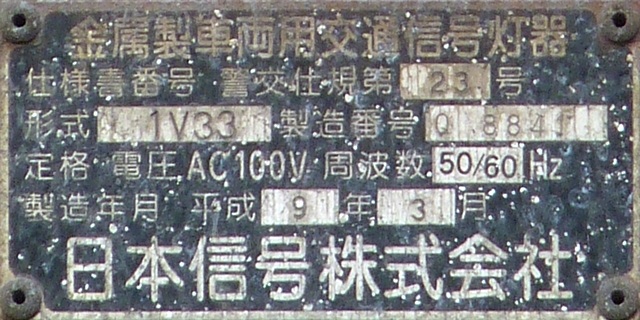 金属製車両用交通信号灯器
仕様書番号 警交仕規第 23 号
形式 1V33 製造番号
定格 電圧 AC100V 周波数 50/60 Hz
製造年月 平成 9 年 3 月
日本信号株式会社